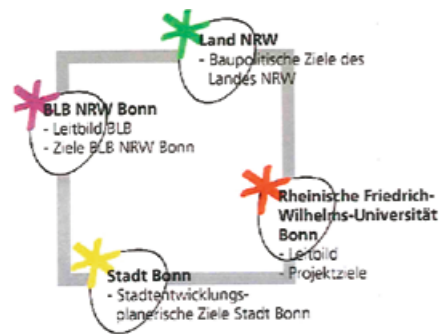 Land NRW
- Baupolitische Ziele des
Landes NRW
BLB NRW Bonn
- Leitbild BLB
- Ziele BLB NRW Bonn
Rheinische Friedrich-
Wilhelms-Universität
Bonn
- Leitbild
- Projektziele
Stadt Bonn
- Stadtentwicklungs-
planerische Ziele Stadt Bonn